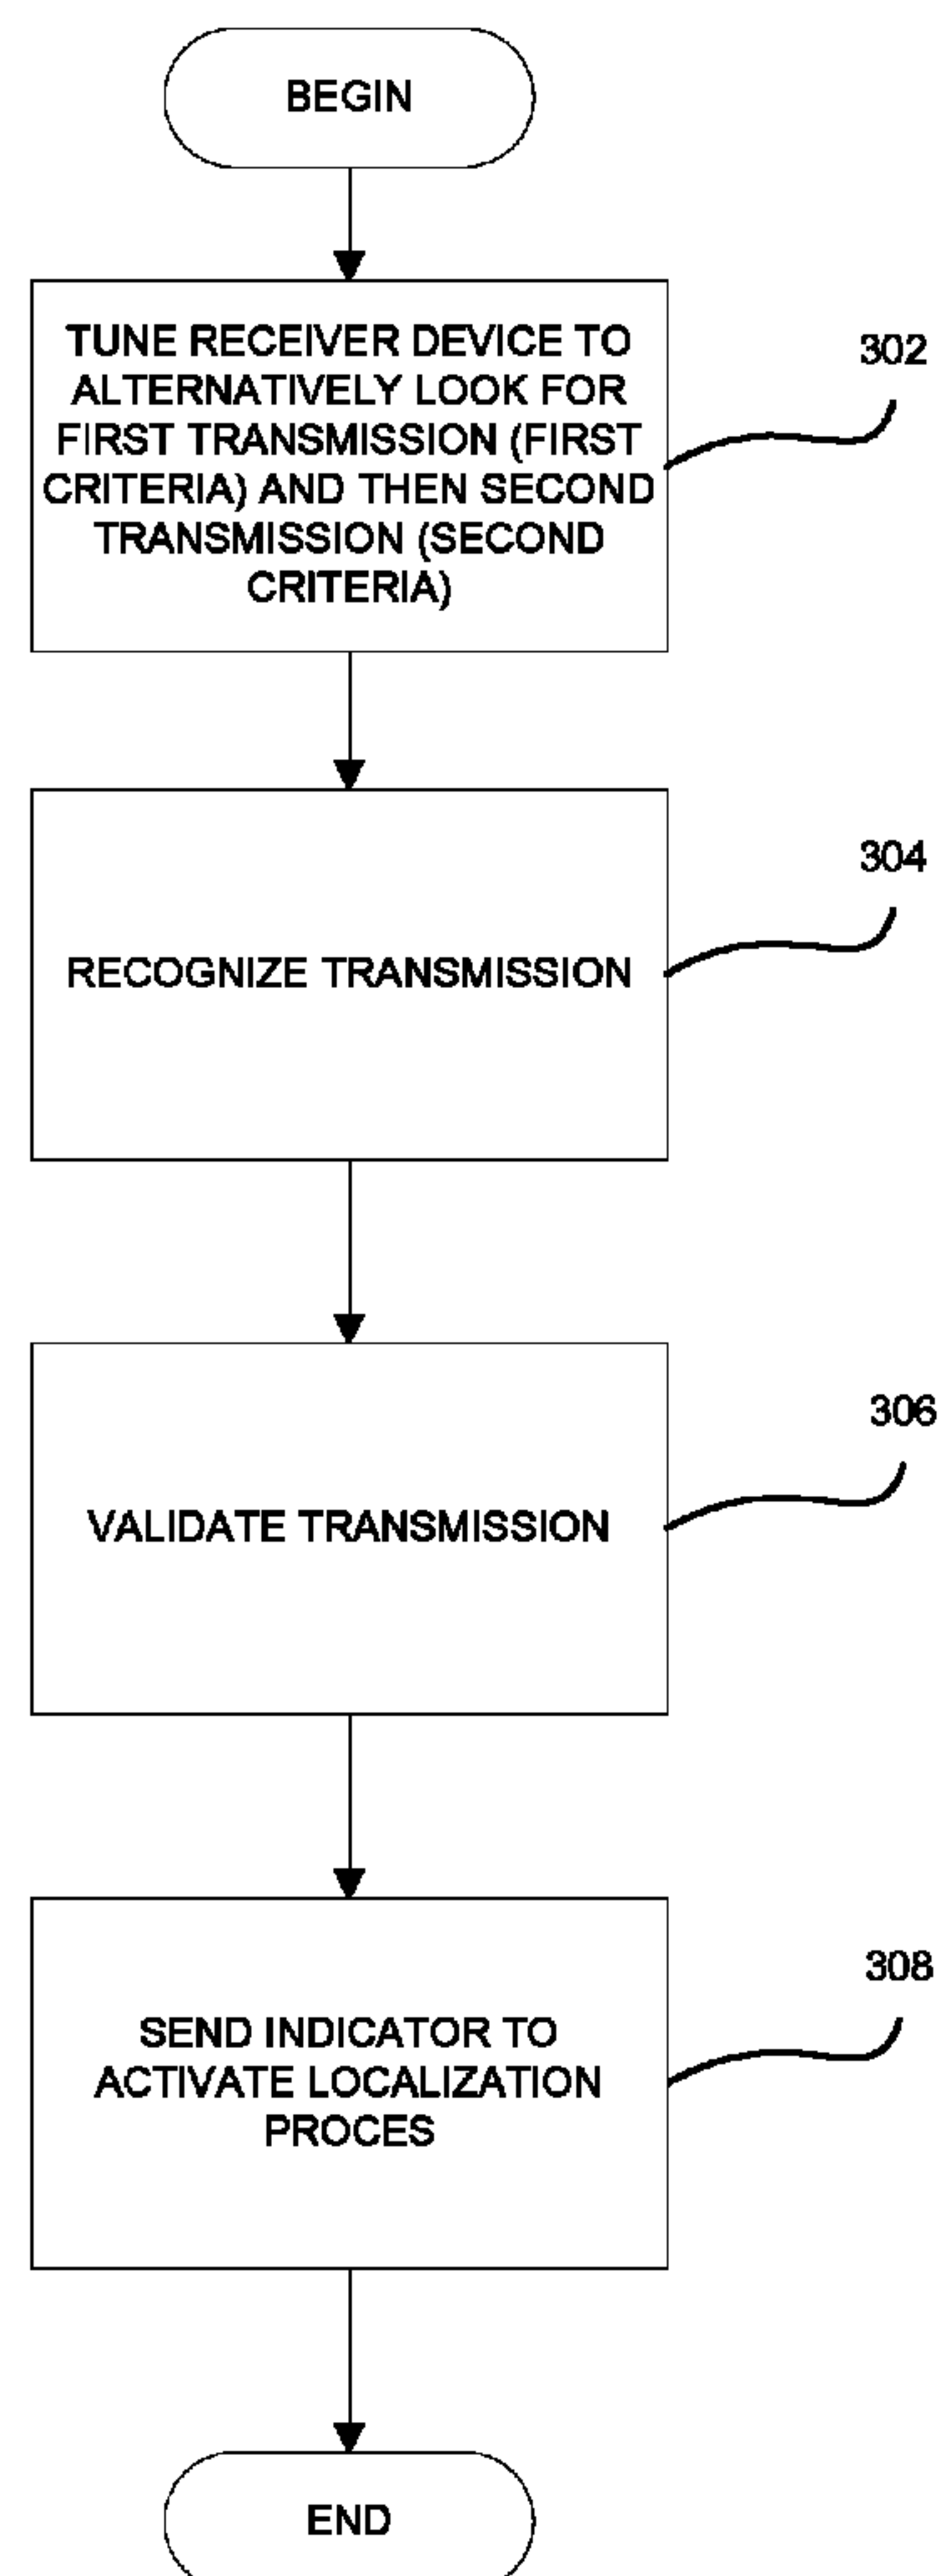 BEGIN
TUNE RECEIVER DEVICE TO
ALTERNATIVELY LOOK FOR
FIRST TRANSMISSION (FIRST
CRITERIA) AND THEN SECOND
TRANSMISSION (SECOND
CRITERIA)
302
RECOGNIZE TRANSMISSION
304
VALIDATE TRANSMISSION
306
SEND INDICATOR TO
ACTIVATE LOCALIZATION
PROCES
308
END